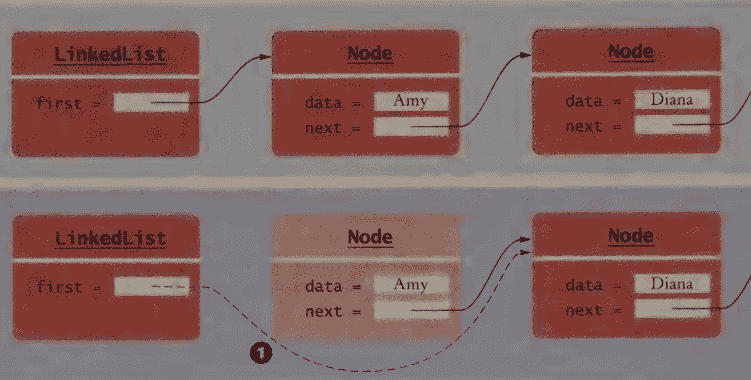 LinkedList
first =
Node
data = Amy
next =
Node
data = Diana
next =
LinkedList
first =
Node
data = Amy
next =
Node
data = Diana
next =
1